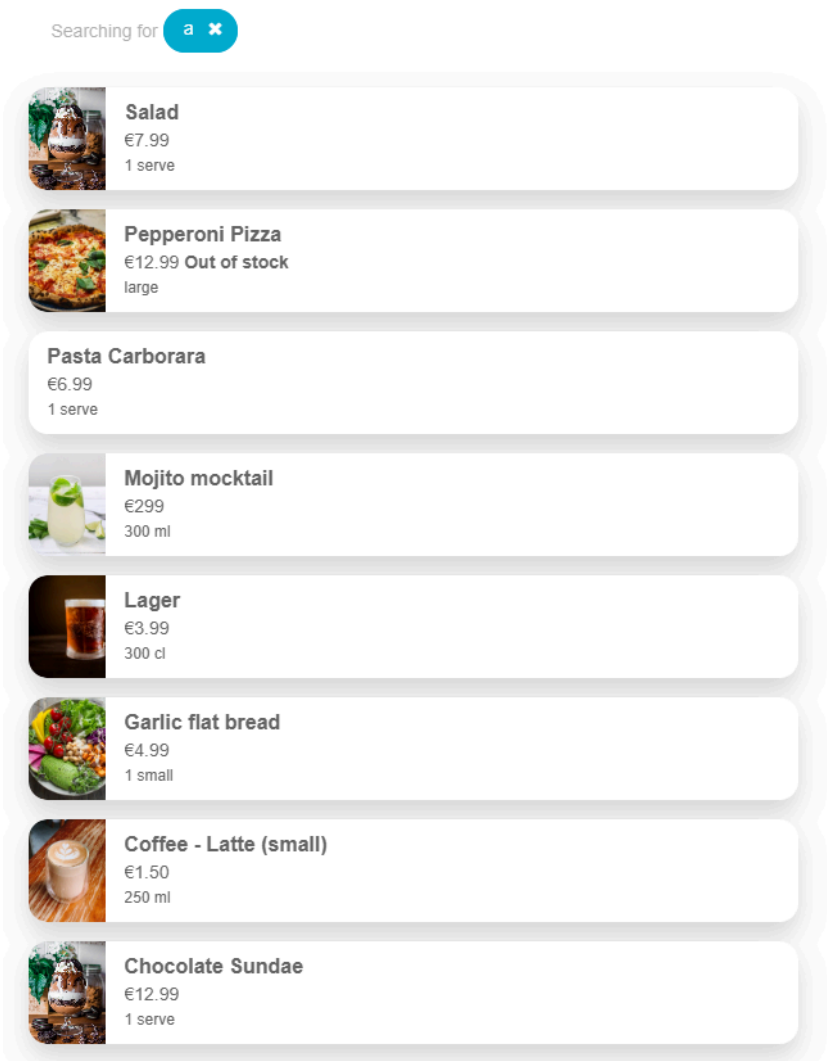 Searching for a ✖
Salad
€7.99
1 serve
Pepperoni Pizza
€12.99 Out of stock
large
Pasta Carborara
€6.99
1 serve
Mojito mocktail
€299
300 ml
Lager
€3.99
300 cl
Garlic flat bread
€4.99
1 small
Coffee - Latte (small)
€1.50
250 ml
Chocolate Sundae
€12.99
1 serve